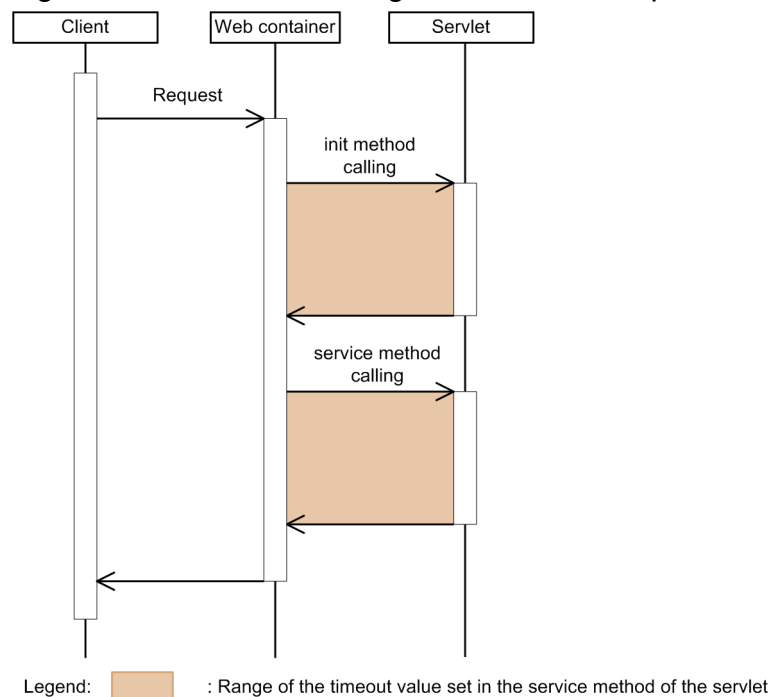 Client
Web container
Servlet
Request
init method
calling
service method
calling
Legend:
: Range of the timeout value set in the service method of the servlet